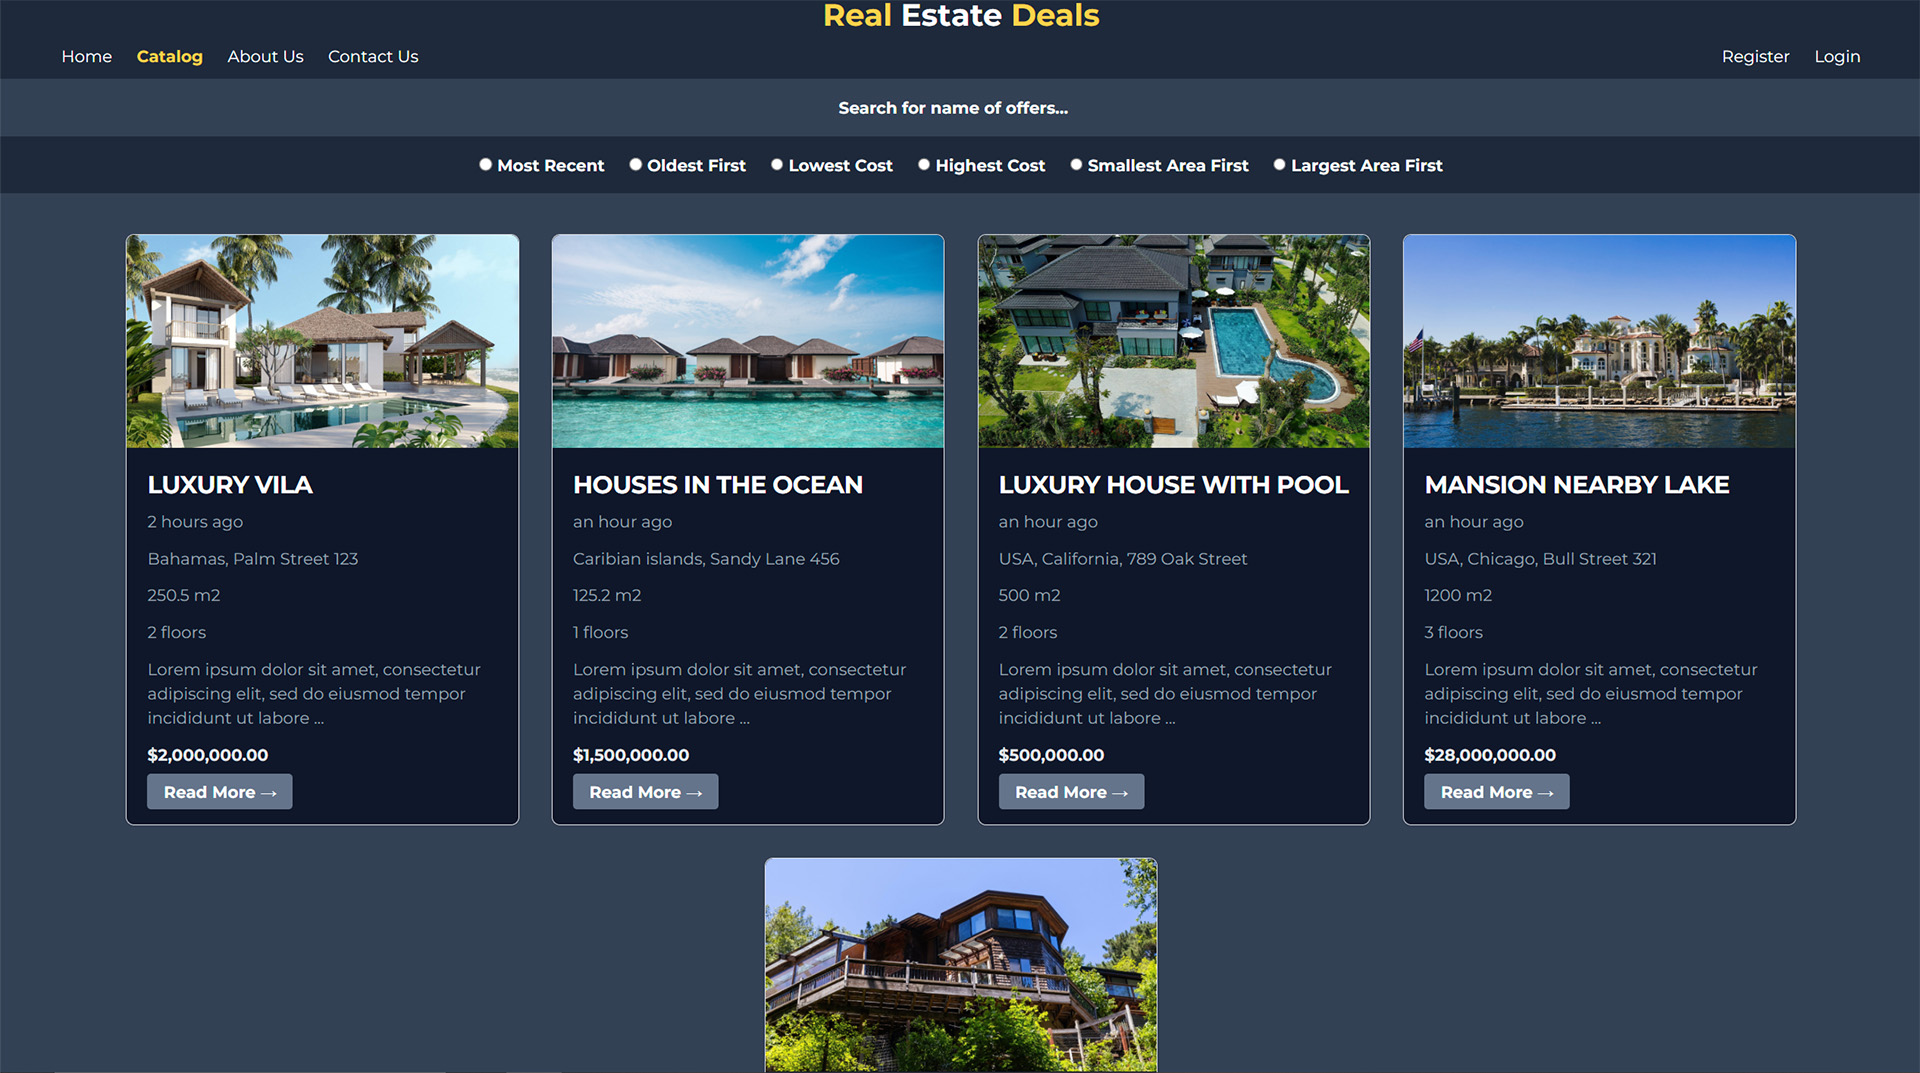 Real Estate Deals
Home Catalog About Us Contact Us Register Login
Search for name of offers...
Most Recent Oldest First Lowest Cost Highest Cost Smallest Area First Largest Area First
LUXURY VILA
2 hours ago
Bahamas, Palm Street 123
250.5 m2
2 floors
Lorem ipsum dolor sit amet, consectetur
adipiscing elit, sed do eiusmod tempor
incididunt ut labore ...
$2,000,000.00
Read More →
HOUSES IN THE OCEAN
an hour ago
Caribian islands, Sandy Lane 456
125.2 m2
1 floors
Lorem ipsum dolor sit amet, consectetur
adipiscing elit, sed do eiusmod tempor
incididunt ut labore ...
$1,500,000.00
Read More →
LUXURY HOUSE WITH POOL
an hour ago
USA, California, 789 Oak Street
500 m2
2 floors
Lorem ipsum dolor sit amet, consectetur
adipiscing elit, sed do eiusmod tempor
incididunt ut labore ...
$500,000.00
Read More →
MANSION NEARBY LAKE
an hour ago
USA, Chicago, Bull Street 321
1200 m2
3 floors
Lorem ipsum dolor sit amet, consectetur
adipiscing elit, sed do eiusmod tempor
incididunt ut labore ...
$28,000,000.00
Read More →